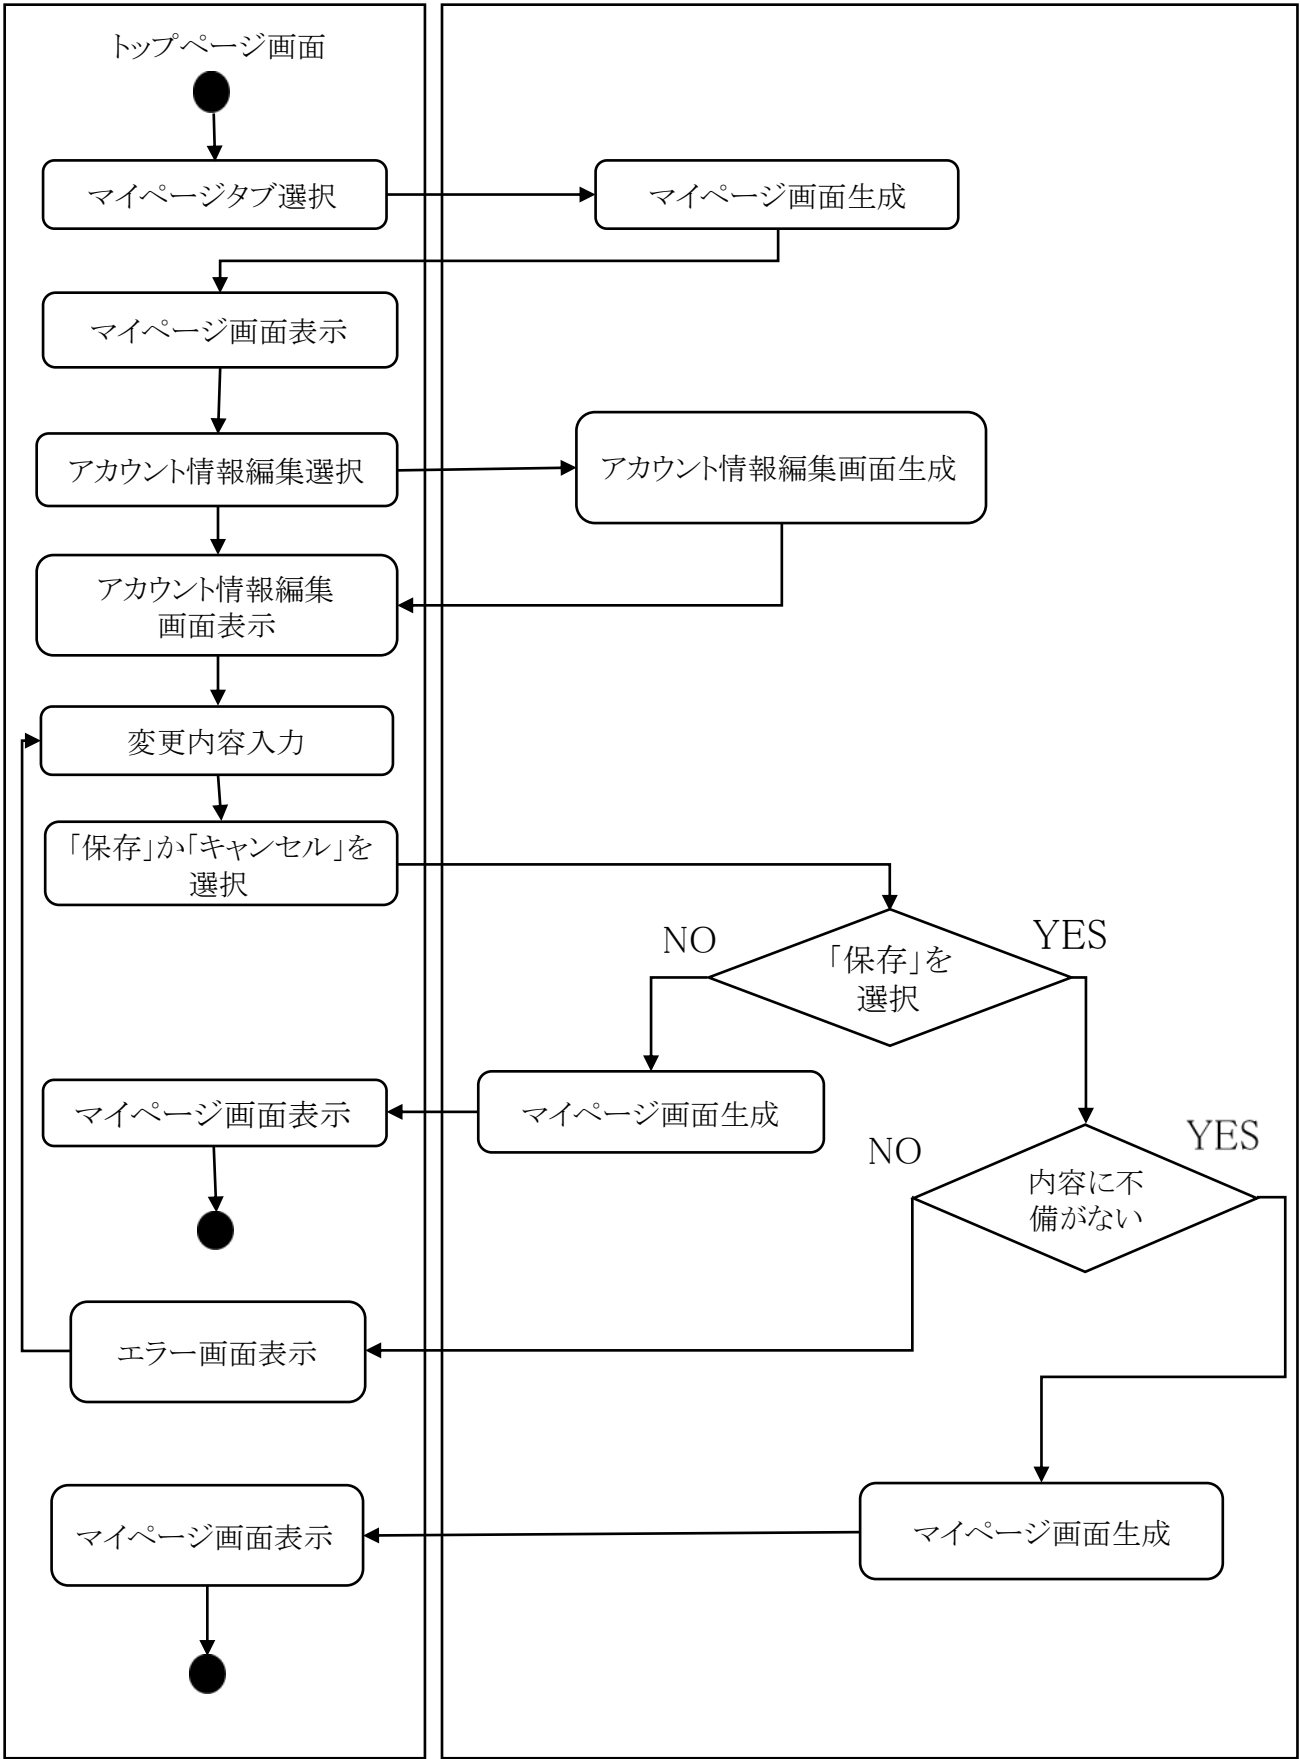 トップページ画面
マイページタブ選択
マイページ画面生成
マイページ画面表示
アカウント情報編集選択
アカウント情報編集画面生成
アカウント情報編集
画面表示
変更内容入力
「保存」か「キャンセル」を
選択
NO
YES
「保存」を
選択
マイページ画面表示
マイページ画面生成
NO
YES
内容に不
備がない
エラー画面表示
マイページ画面表示
マイページ画面生成